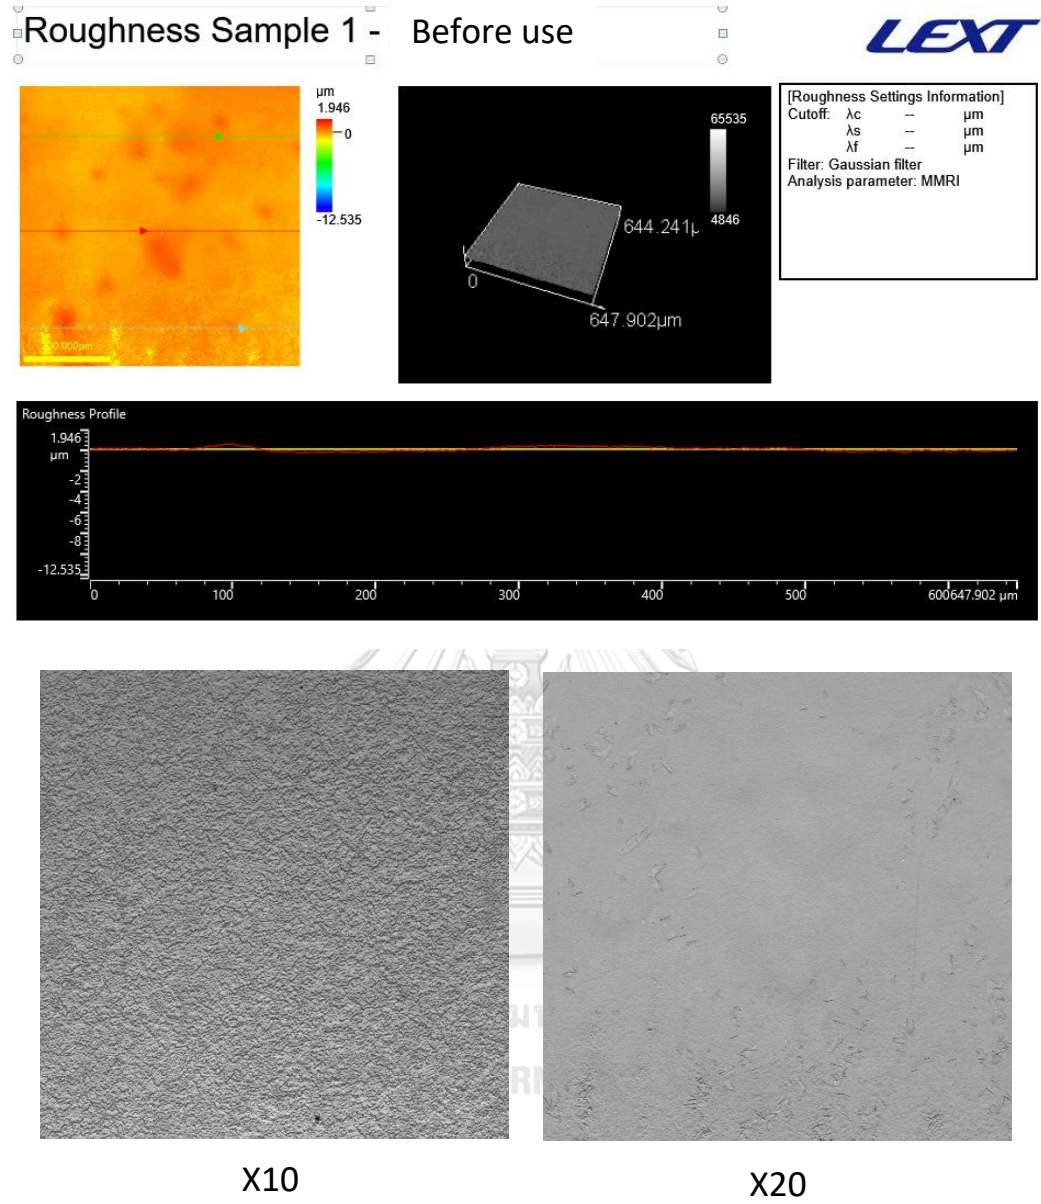 Roughness Sample 1 - Before use
LEXT
µm
1.946
0
-12.535
65535
4846
644.241µ
0
647.902µm
[Roughness Settings Information]
Cutoff: λc -- µm
λs -- µm
λf -- µm
Filter: Gaussian filter
Analysis parameter: MMRI
Roughness Profile
1.946
µm
-2
-4
-6
-8
-12.535
0 100 200 300 400 500 600647.902 µm
X10 X20